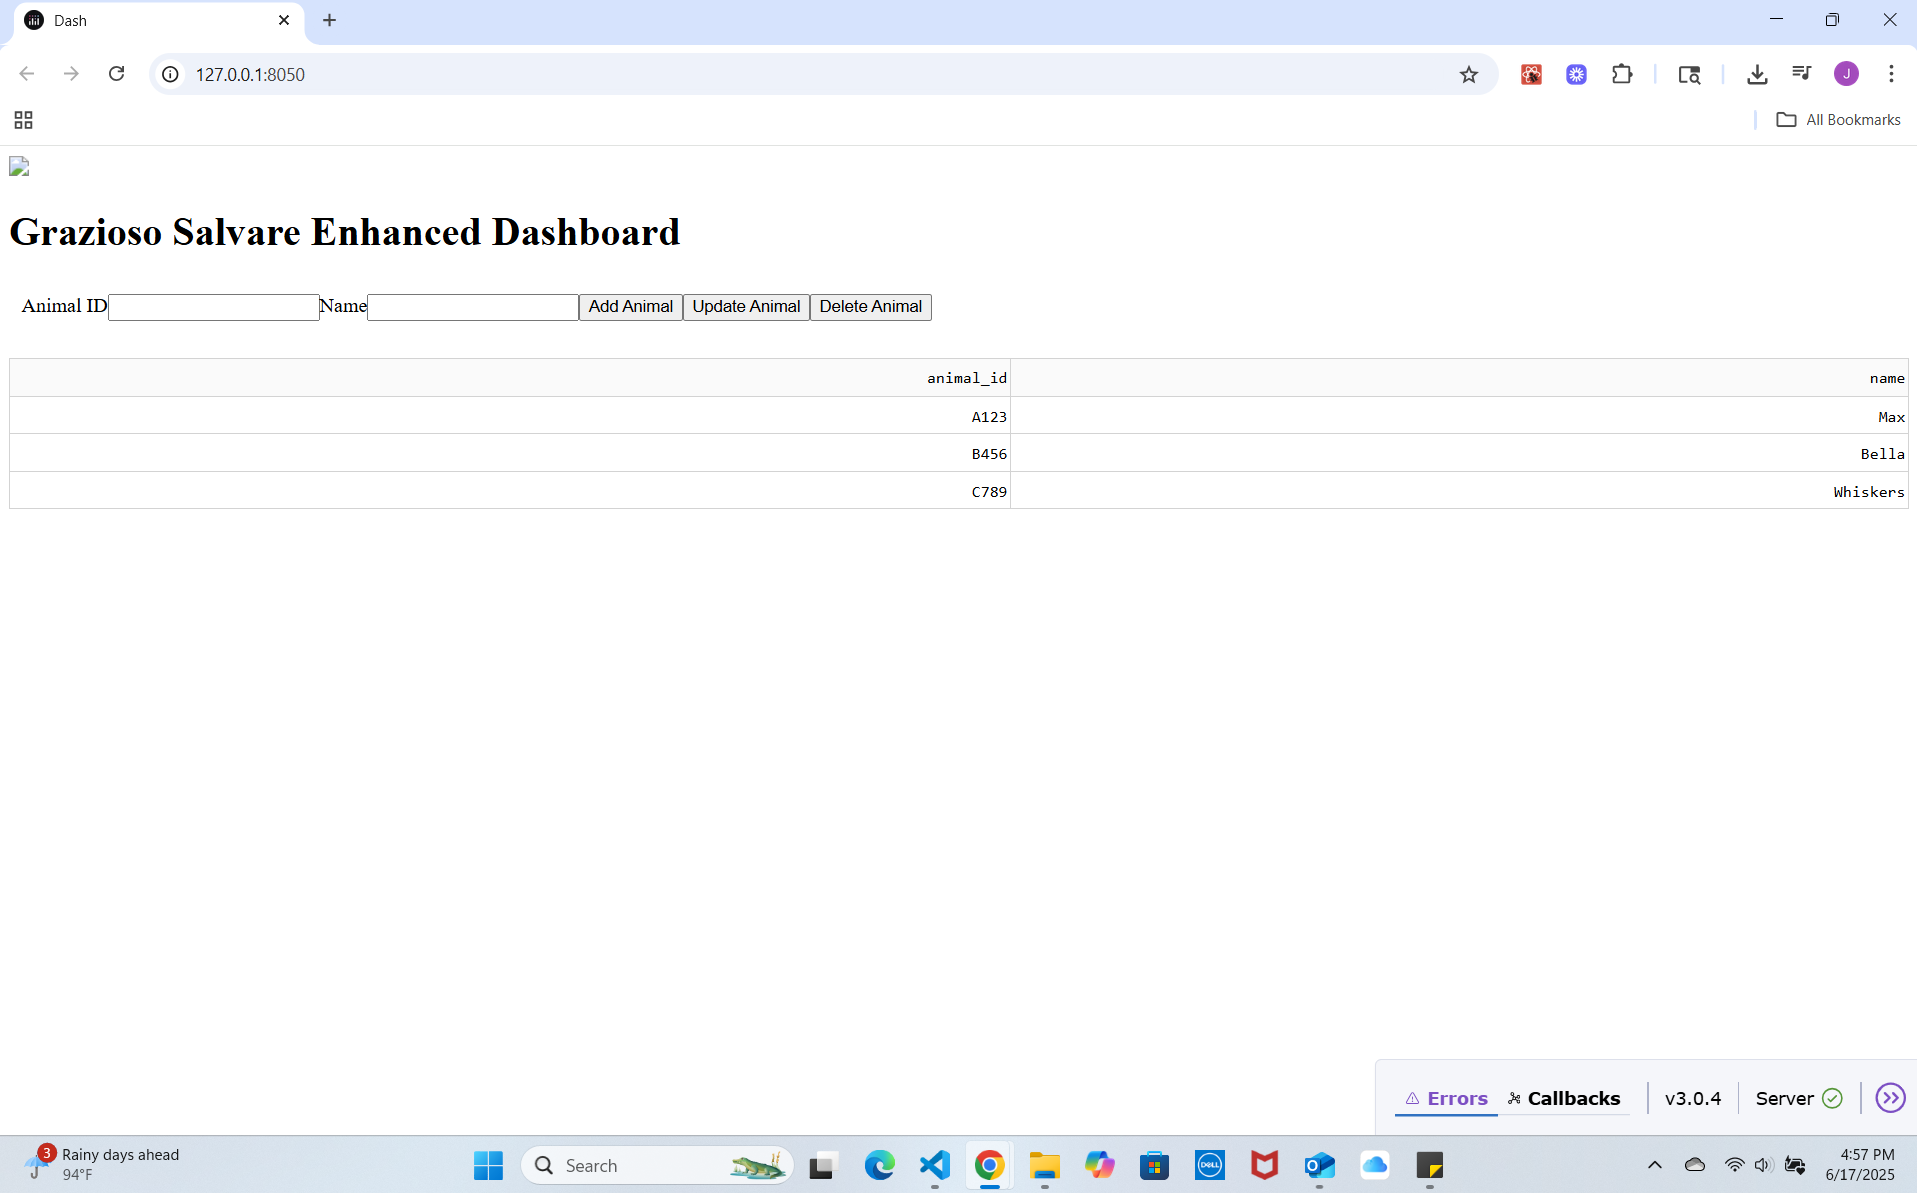 Dash
127.0.0.1:8050
J
All Bookmarks
Grazioso Salvare Enhanced Dashboard
Animal ID Name Add Animal Update Animal Delete Animal
animal_id name
A123 Max
B456 Bella
C789 Whiskers
Errors Callbacks v3.0.4 Server
3 Rainy days ahead
94°F
Search
DELL
4:57 PM
6/17/2025